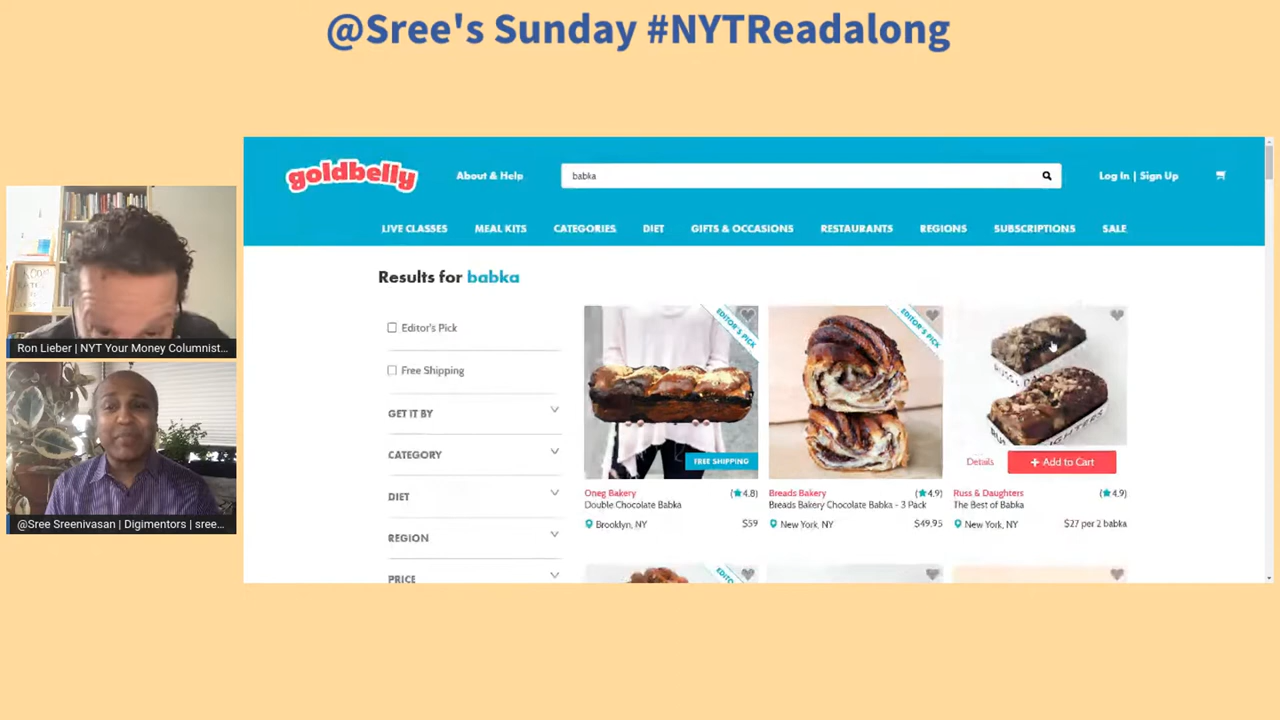 @Sree's Sunday #NYTReadalong
goldbelly
About & Help
babka
Log In | Sign Up
LIVE CLASSES
MEAL KITS
CATEGORIES
DIET
GIFTS & OCCASIONS
RESTAURANTS
REGIONS
SUBSCRIPTIONS
SALE
Results for babka
Editor's Pick
Free Shipping
GET IT BY
CATEGORY
DIET
REGION
PRICE
EDITOR'S PICK
FREE SHIPPING
Oneg Bakery (★4.8)
Double Chocolate Babka
Brooklyn, NY $59
EDITOR'S PICK
Breads Bakery (★4.9)
Breads Bakery Chocolate Babka - 3 Pack
New York, NY $49.95
Details
+ Add to Cart
Russ & Daughters (★4.9)
The Best of Babka
New York, NY $27 per 2 babka
Ron Lieber | NYT Your Money Columnist...
@Sree Sreenivasan | Digimentors | sree...